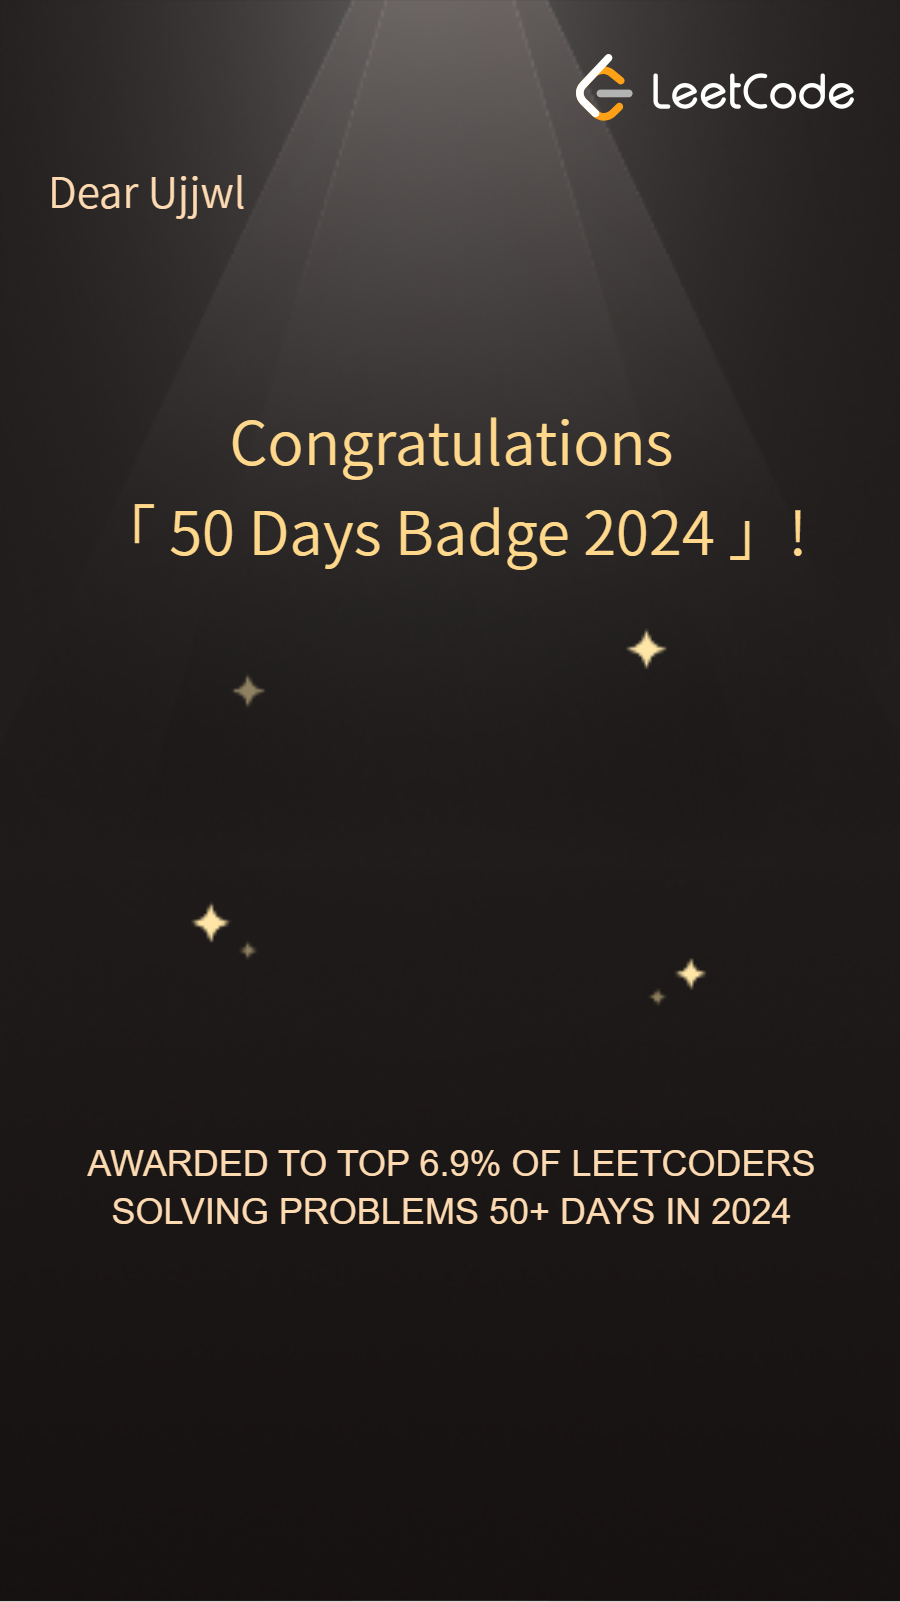 LeetCode
Dear Ujjwl
Congratulations
「 50 Days Badge 2024 」 !
AWARDED TO TOP 6.9% OF LEETCODERS
SOLVING PROBLEMS 50+ DAYS IN 2024